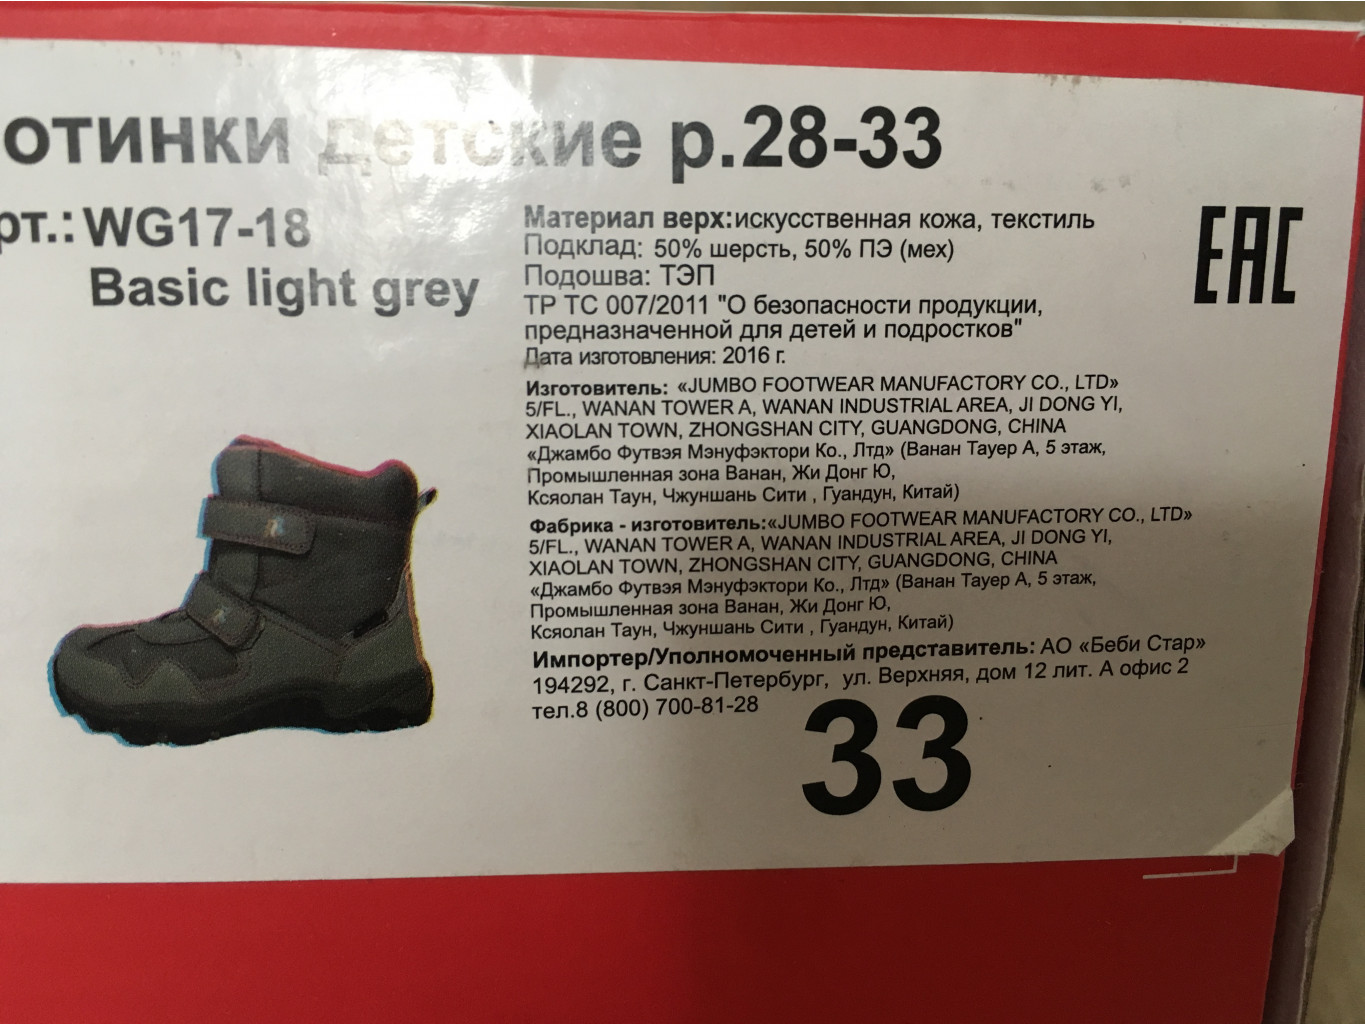 отинки детские р.28-33
рт.: WG17-18
Basic light grey
Материал верх:искусственная кожа, текстиль
Подклад: 50% шерсть, 50% ПЭ (мех)
Подошва: ТЭП
ТР ТС 007/2011 "О безопасности продукции,
предназначенной для детей и подростков"
Дата изготовления: 2016 г.
EAC
Изготовитель: «JUMBO FOOTWEAR MANUFACTORY CO., LTD»
5/FL., WANAN TOWER A, WANAN INDUSTRIAL AREA, JI DONG YI,
XIAOLAN TOWN, ZHONGSHAN CITY, GUANGDONG, CHINA
«Джамбо Футвэя Мэнуфэктори Ко., Лтд» (Ванан Тауер А, 5 этаж,
Промышленная зона Ванан, Жи Донг Ю,
Ксяолан Таун, Чжуншань Сити , Гуандун, Китай)
Фабрика - изготовитель:«JUMBO FOOTWEAR MANUFACTORY CO., LTD»
5/FL., WANAN TOWER A, WANAN INDUSTRIAL AREA, JI DONG YI,
XIAOLAN TOWN, ZHONGSHAN CITY, GUANGDONG, CHINA
«Джамбо Футвэя Мэнуфэктори Ко., Лтд» (Ванан Тауер А, 5 этаж,
Промышленная зона Ванан, Жи Донг Ю,
Ксяолан Таун, Чжуншань Сити , Гуандун, Китай)
Импортер/Уполномоченный представитель: АО «Беби Стар»
194292, г. Санкт-Петербург, ул. Верхняя, дом 12 лит. А офис 2
тел.8 (800) 700-81-28
33